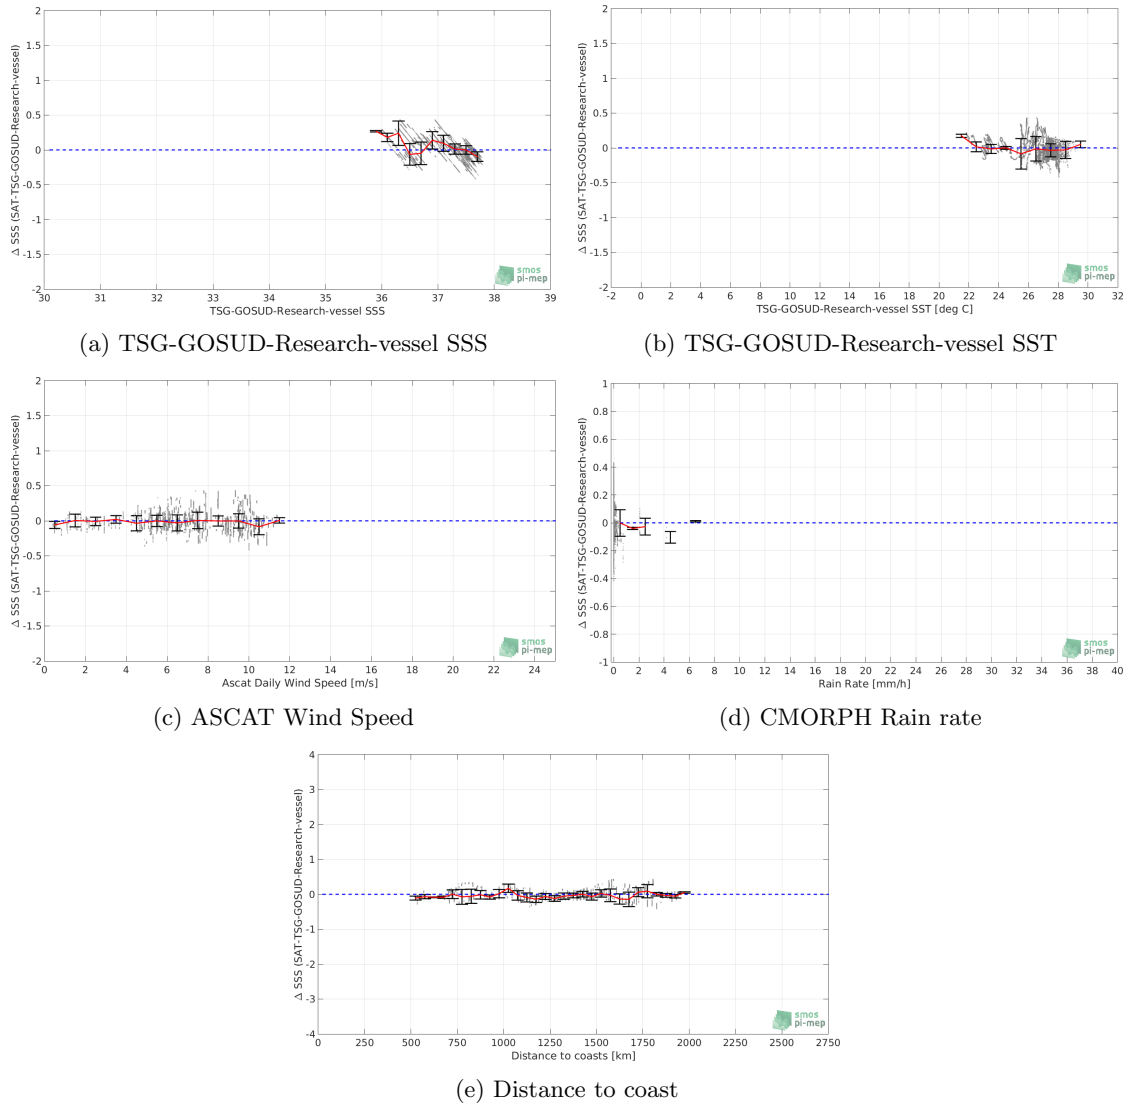 Δ SSS (SAT-TSG-GOSUD-Research-vessel)
2
1.5
1
0.5
0
-0.5
-1
-1.5
-2
30 31 32 33 34 35 36 37 38 39
TSG-GOSUD-Research-vessel SSS
smos
pi-mep
(a) TSG-GOSUD-Research-vessel SSS
Δ SSS (SAT-TSG-GOSUD-Research-vessel)
2
1.5
1
0.5
0
-0.5
-1
-1.5
-2
-2 0 2 4 6 8 10 12 14 16 18 20 22 24 26 28 30 32
TSG-GOSUD-Research-vessel SST [deg C]
smos
pi-mep
(b) TSG-GOSUD-Research-vessel SST
Δ SSS (SAT-TSG-GOSUD-Research-vessel)
2
1.5
1
0.5
0
-0.5
-1
-1.5
-2
0 2 4 6 8 10 12 14 16 18 20 22 24
Ascat Daily Wind Speed [m/s]
smos
pi-mep
(c) ASCAT Wind Speed
Δ SSS (SAT-TSG-GOSUD-Research-vessel)
1
0.8
0.6
0.4
0.2
0
-0.2
-0.4
-0.6
-0.8
-1
0 2 4 6 8 10 12 14 16 18 20 22 24 26 28 30 32 34 36 38 40
Rain Rate [mm/h]
smos
pi-mep
(d) CMORPH Rain rate
Δ SSS (SAT-TSG-GOSUD-Research-vessel)
4
3
2
1
0
-1
-2
-3
-4
0 250 500 750 1000 1250 1500 1750 2000 2250 2500 2750
Distance to coasts [km]
smos
pi-mep
(e) Distance to coast